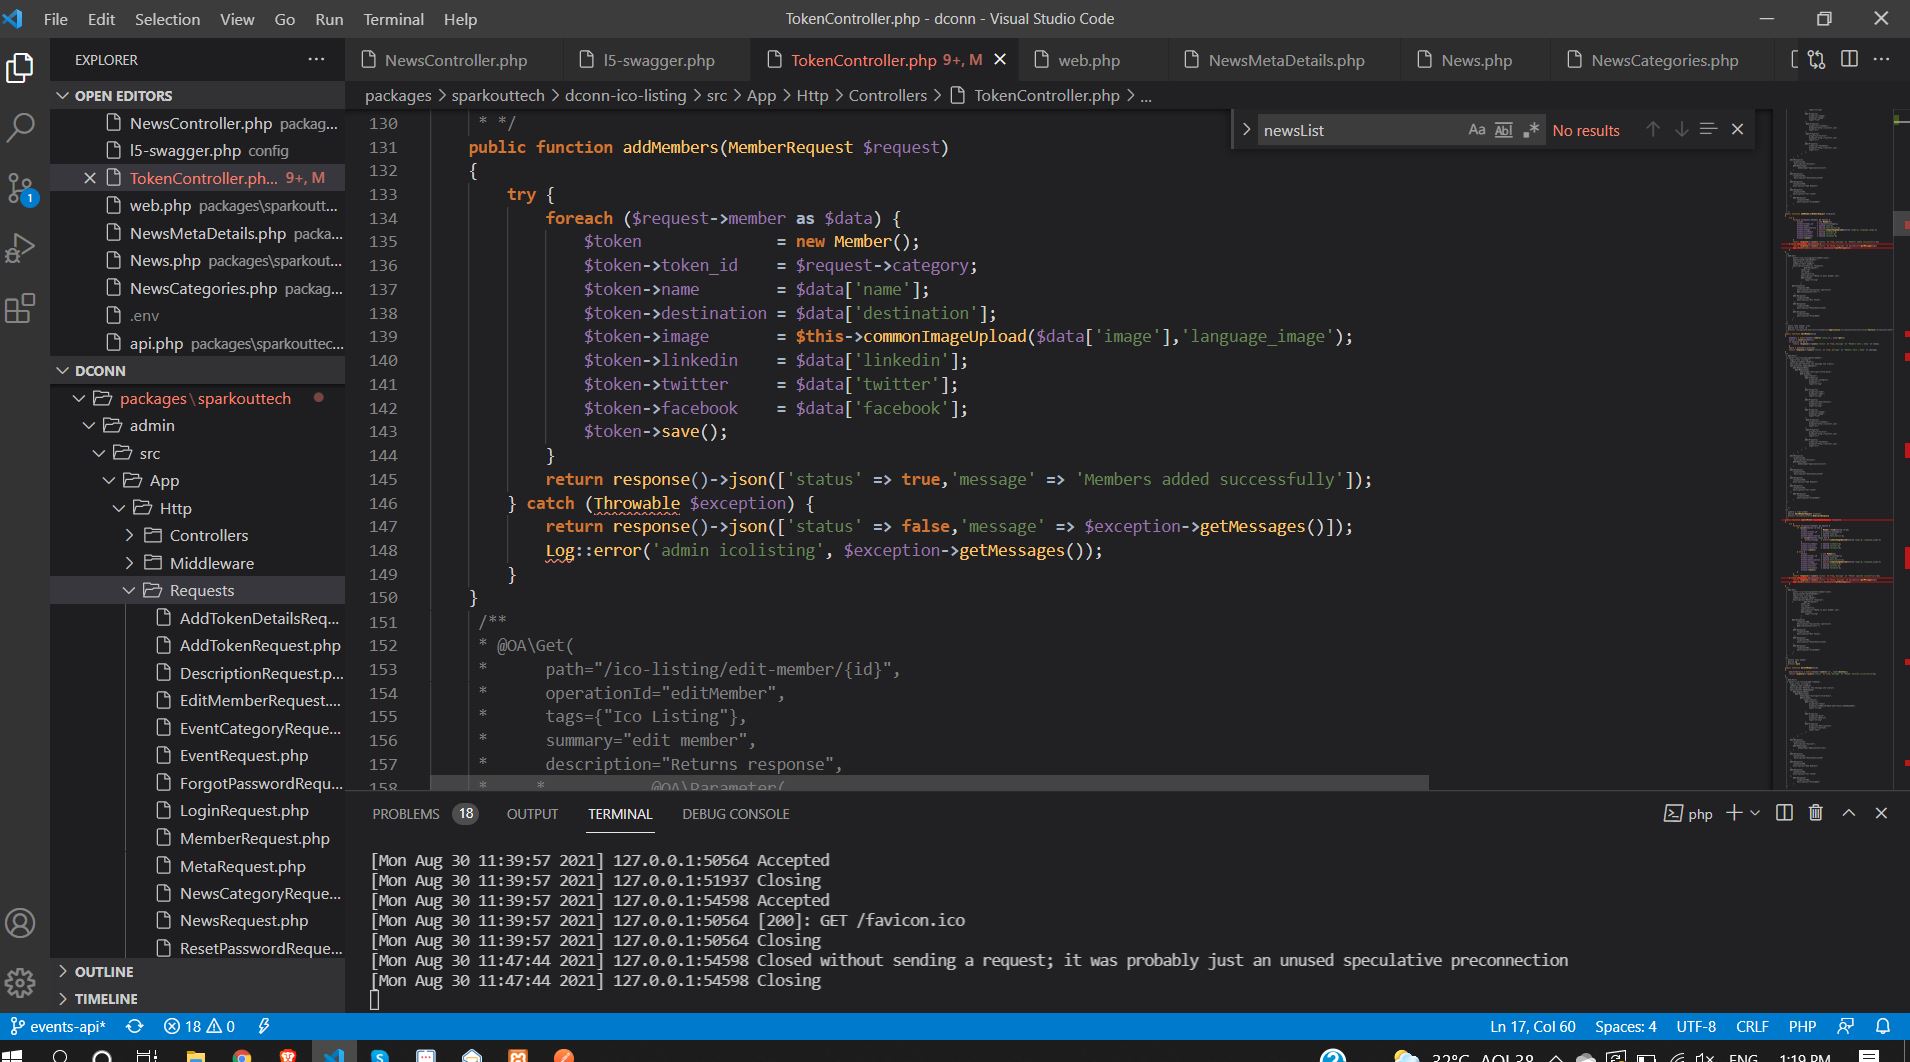 File Edit Selection View Go Run Terminal Help
TokenController.php - dconn - Visual Studio Code
EXPLORER
NewsController.php
l5-swagger.php
TokenController.php 9+, M
web.php
NewsMetaDetails.php
News.php
NewsCategories.php
packages > sparkouttech > dconn-ico-listing > src > App > Http > Controllers > TokenController.php > ...
OPEN EDITORS
NewsController.php packag...
l5-swagger.php config
TokenController.ph... 9+, M
web.php packages\sparkoutt...
NewsMetaDetails.php packa...
News.php packages\sparkout...
NewsCategories.php packag...
.env
api.php packages\sparkouttec...
DCONN
packages\sparkouttech
admin
src
App
Http
Controllers
Middleware
Requests
AddTokenDetailsReq...
AddTokenRequest.php
DescriptionRequest.p...
EditMemberRequest....
EventCategoryReque...
EventRequest.php
ForgotPasswordRequ...
LoginRequest.php
MemberRequest.php
MetaRequest.php
NewsCategoryReque...
NewsRequest.php
ResetPasswordReque...
OUTLINE
TIMELINE
newsList Aa Abl .* No results
130 * */
131 public function addMembers(MemberRequest $request)
132 {
133 try {
134 foreach ($request->member as $data) {
135 $token = new Member();
136 $token->token_id = $request->category;
137 $token->name = $data['name'];
138 $token->destination = $data['destination'];
139 $token->image = $this->commonImageUpload($data['image'],'language_image');
140 $token->linkedin = $data['linkedin'];
141 $token->twitter = $data['twitter'];
142 $token->facebook = $data['facebook'];
143 $token->save();
144 }
145 return response()->json(['status' => true,'message' => 'Members added successfully']);
146 } catch (Throwable $exception) {
147 return response()->json(['status' => false,'message' => $exception->getMessages()]);
148 Log::error('admin icolisting', $exception->getMessages());
149 }
150 }
151 /**
152 * @OA\Get(
153 * path="/ico-listing/edit-member/{id}",
154 * operationId="editMember",
155 * tags={"Ico Listing"},
156 * summary="edit member",
157 * description="Returns response",
158 * * @OA\Parameter(
PROBLEMS 18 OUTPUT TERMINAL DEBUG CONSOLE
php
[Mon Aug 30 11:39:57 2021] 127.0.0.1:50564 Accepted
[Mon Aug 30 11:39:57 2021] 127.0.0.1:51937 Closing
[Mon Aug 30 11:39:57 2021] 127.0.0.1:54598 Accepted
[Mon Aug 30 11:39:57 2021] 127.0.0.1:50564 [200]: GET /favicon.ico
[Mon Aug 30 11:39:57 2021] 127.0.0.1:50564 Closing
[Mon Aug 30 11:47:44 2021] 127.0.0.1:54598 Closed without sending a request; it was probably just an unused speculative preconnection
[Mon Aug 30 11:47:44 2021] 127.0.0.1:54598 Closing
1
events-api* 18 0
Ln 17, Col 60 Spaces: 4 UTF-8 CRLF PHP
32°C AQI 38 ENG 1:19 PM